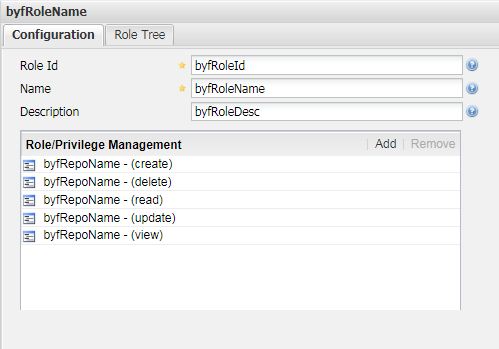 byfRoleName
Configuration Role Tree
Role Id byfRoleId
Name byfRoleName
Description byfRoleDesc
Role/Privilege Management Add Remove
byfRepoName - (create)
byfRepoName - (delete)
byfRepoName - (read)
byfRepoName - (update)
byfRepoName - (view)